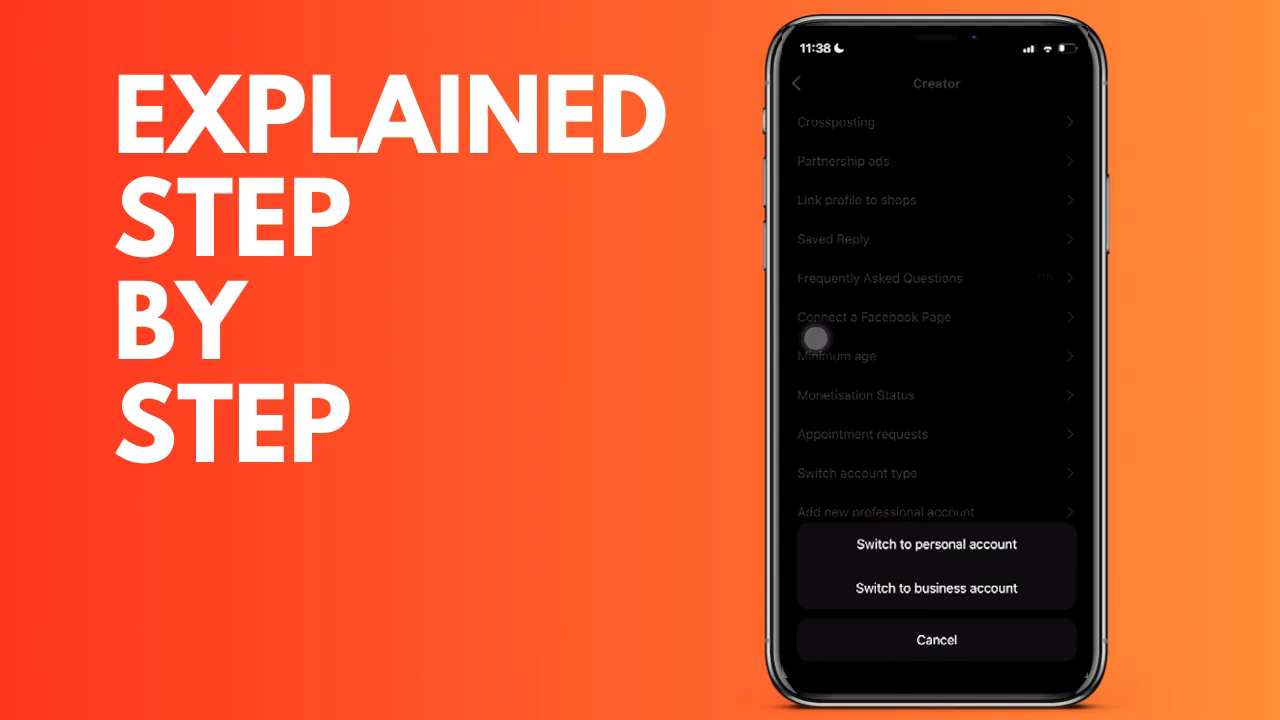 EXPLAINED
STEP
BY
STEP
11:38
Creator
Crossposting
Partnership ads
Link profile to shops
Saved Reply
Frequently Asked Questions
Connect a Facebook Page
Minimum age
Monetisation Status
Appointment requests
Switch account type
Add new professional account
Switch to personal account
Switch to business account
Cancel